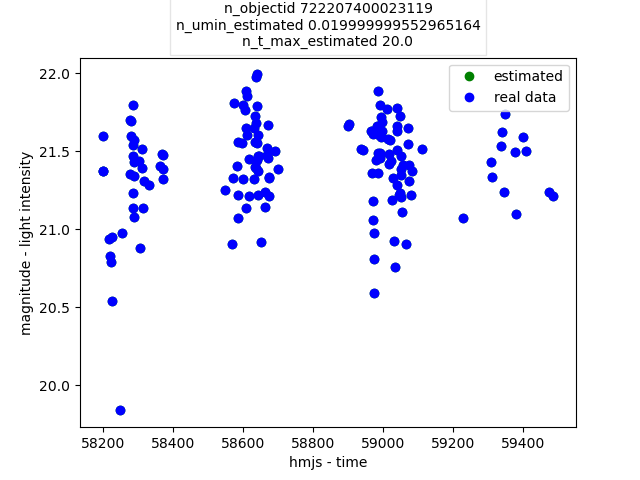 n_objectid 722207400023119
n_umin_estimated 0.019999999552965164
n_t_max_estimated 20.0
estimated
real data
magnitude - light intensity
22.0
21.5
21.0
20.5
20.0
58200 58400 58600 58800 59000 59200 59400
hmjs - time